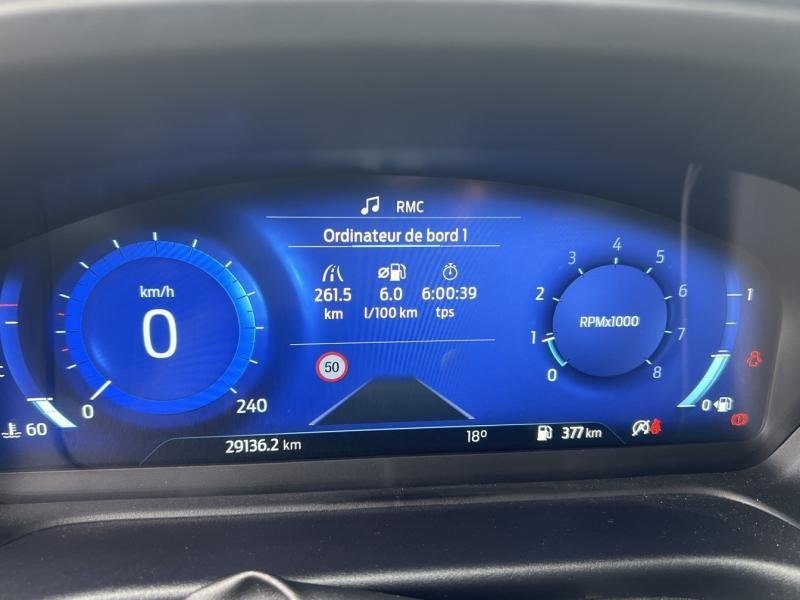 RMC
Ordinateur de bord 1
261.5 6.0 6:00:39
km l/100 km tps
km/h
0
0 240
50
RPMx1000
0 1 2 3 4 5 6 7 8
1
0
60
29136.2 km 18° 377 km